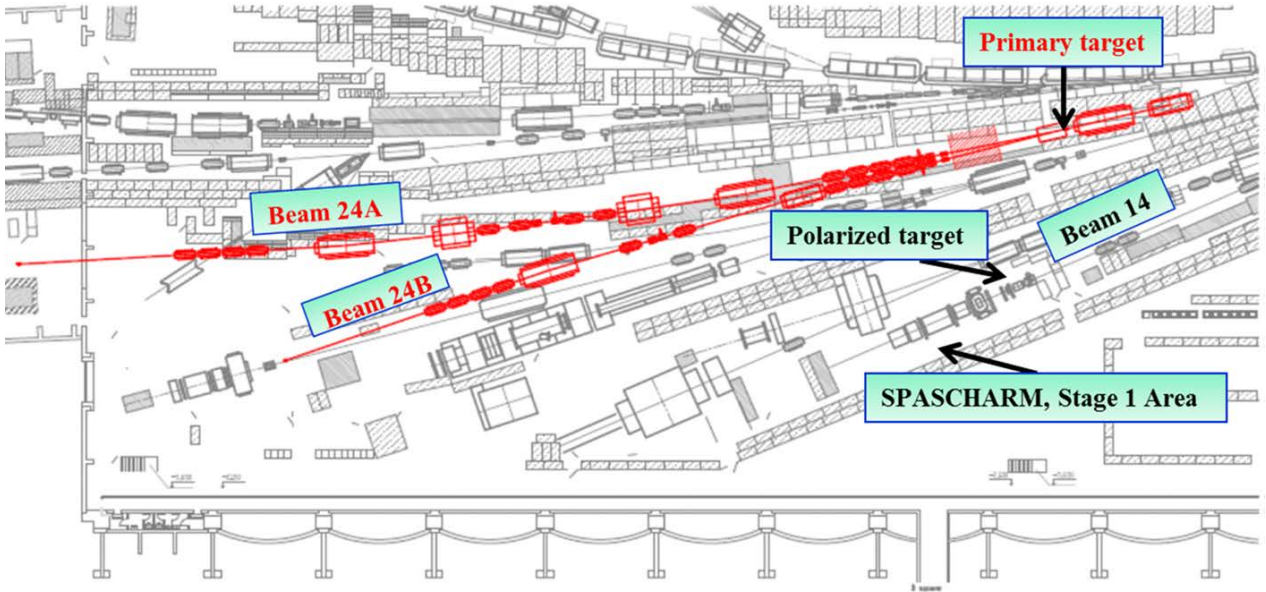 Primary target
Beam 24A
Beam 14
Polarized target
Beam 24B
SPASCHARM, Stage 1 Area